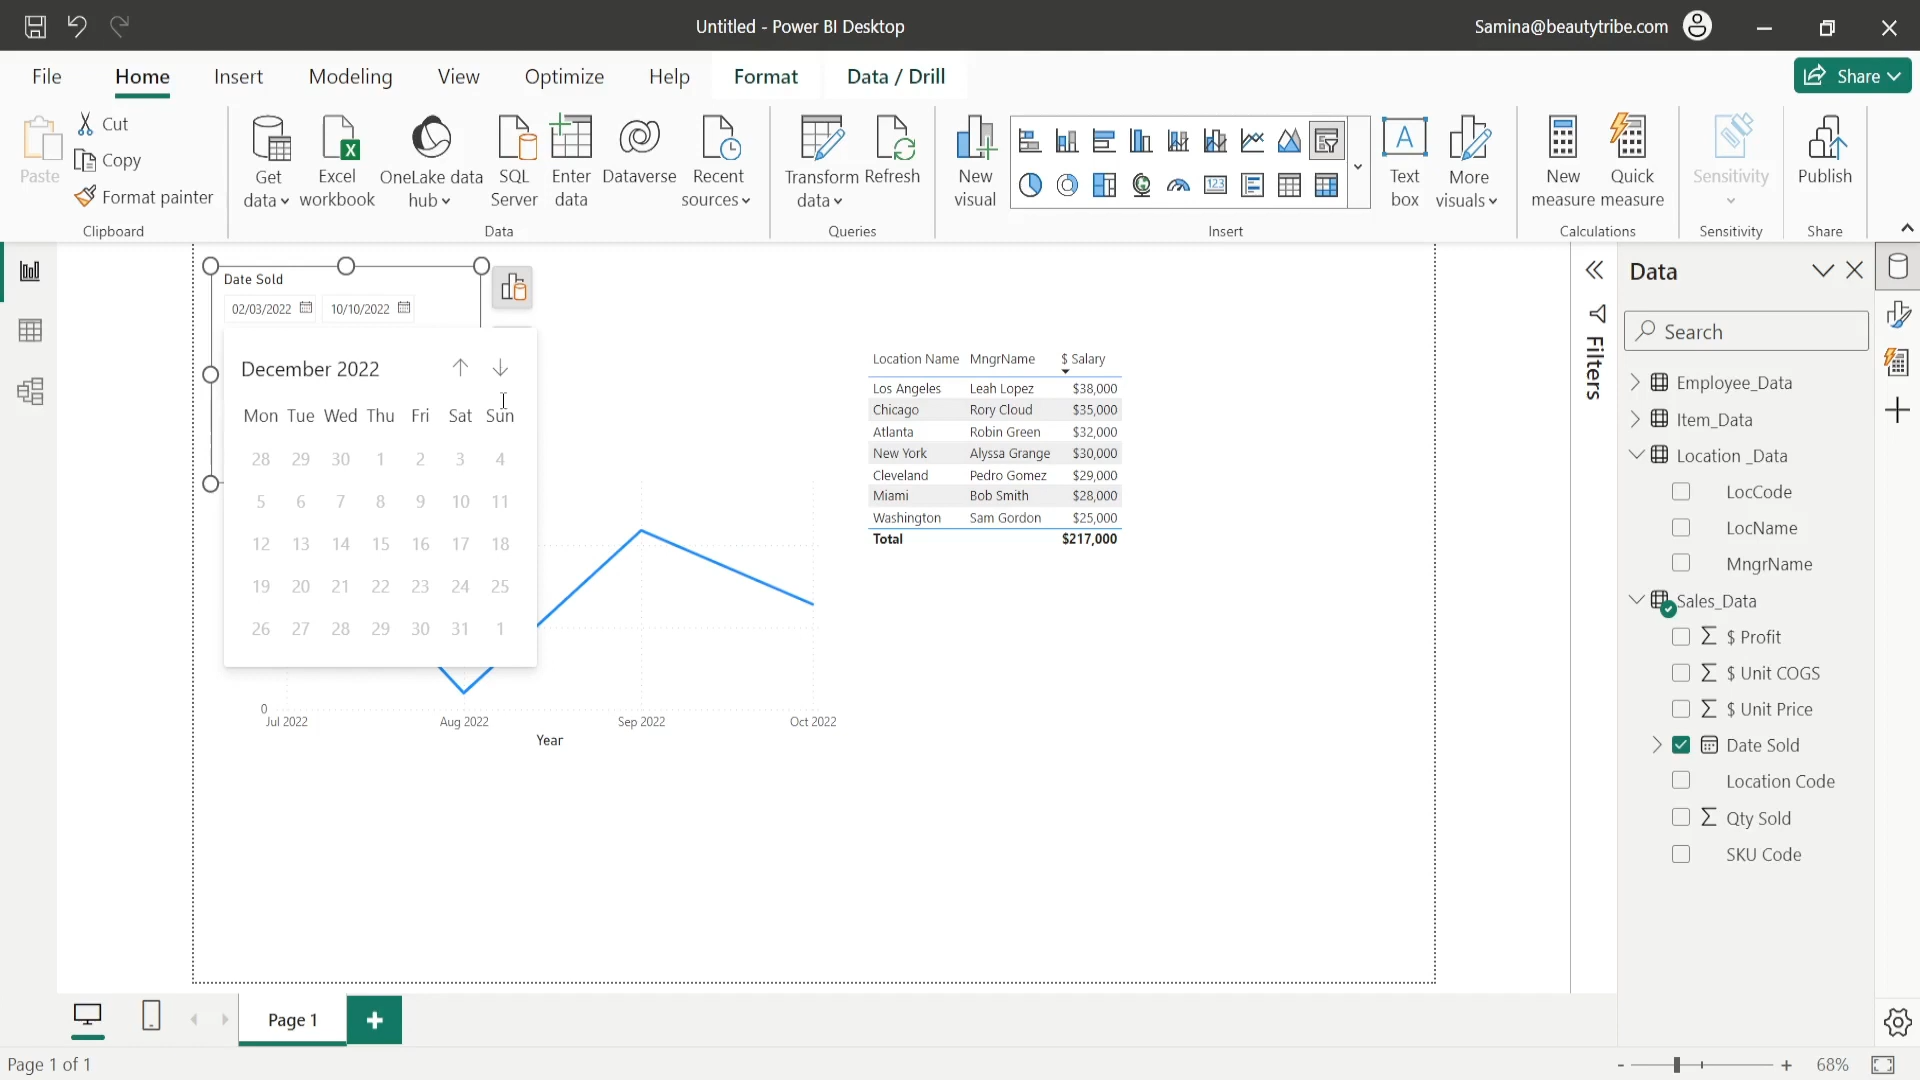 Untitled - Power BI Desktop
Samina@beautytribe.com
File Home Insert Modeling View Optimize Help Format Data / Drill
Share
Paste
Cut
Copy
Format painter
Clipboard
Get data
Excel workbook
OneLake data hub
SQL Server
Enter data
Dataverse
Recent sources
Data
Transform data
Refresh
Queries
New visual
123
Insert
A
Text box
More visuals
New measure
Quick measure
Calculations
Sensitivity
Sensitivity
Publish
Share
Date Sold
02/03/2022 10/10/2022
December 2022
Mon Tue Wed Thu Fri Sat Sun
28 29 30 1 2 3 4
5 6 7 8 9 10 11
12 13 14 15 16 17 18
19 20 21 22 23 24 25
26 27 28 29 30 31 1
0
Jul 2022 Aug 2022 Sep 2022 Oct 2022
Year
Location Name MngrName $ Salary
Los Angeles Leah Lopez $38,000
Chicago Rory Cloud $35,000
Atlanta Robin Green $32,000
New York Alyssa Grange $30,000
Cleveland Pedro Gomez $29,000
Miami Bob Smith $28,000
Washington Sam Gordon $25,000
Total $217,000
Filters
Data
Search
Employee_Data
Item_Data
Location _Data
LocCode
LocName
MngrName
Sales_Data
$ Profit
$ Unit COGS
$ Unit Price
Date Sold
Location Code
Qty Sold
SKU Code
Page 1
Page 1 of 1
68%